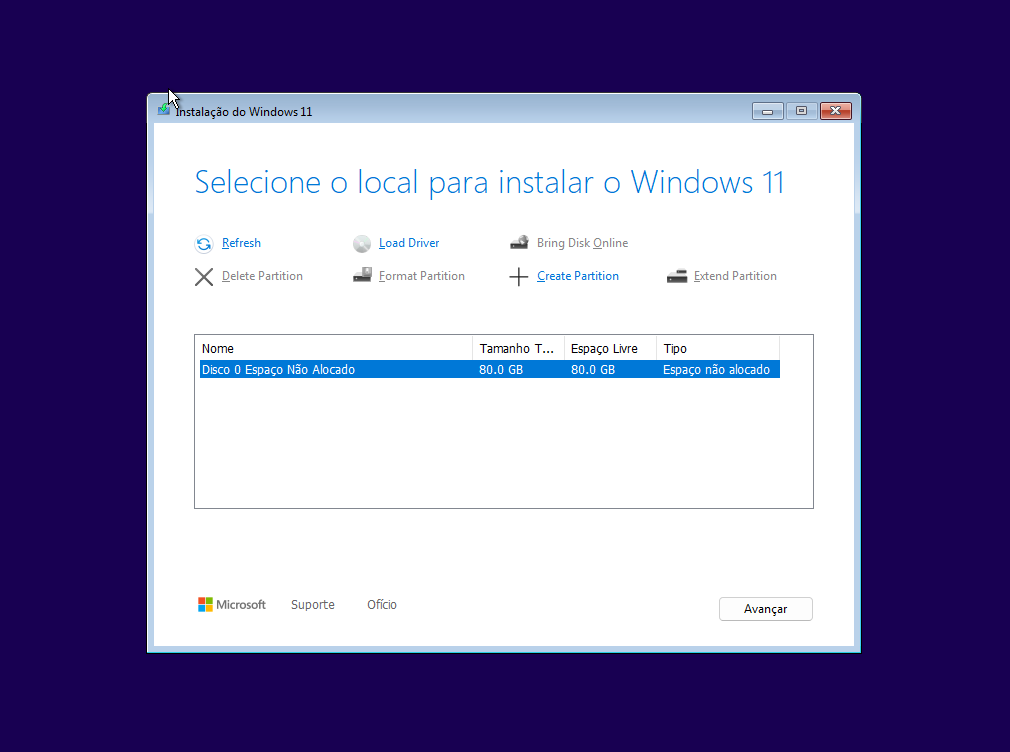 Instalação do Windows 11
Selecione o local para instalar o Windows 11
Refresh Load Driver Bring Disk Online
Delete Partition Format Partition Create Partition Extend Partition
Nome Tamanho T... Espaço Livre Tipo
Disco 0 Espaço Não Alocado 80.0 GB 80.0 GB Espaço não alocado
Microsoft Suporte Ofício
Avançar